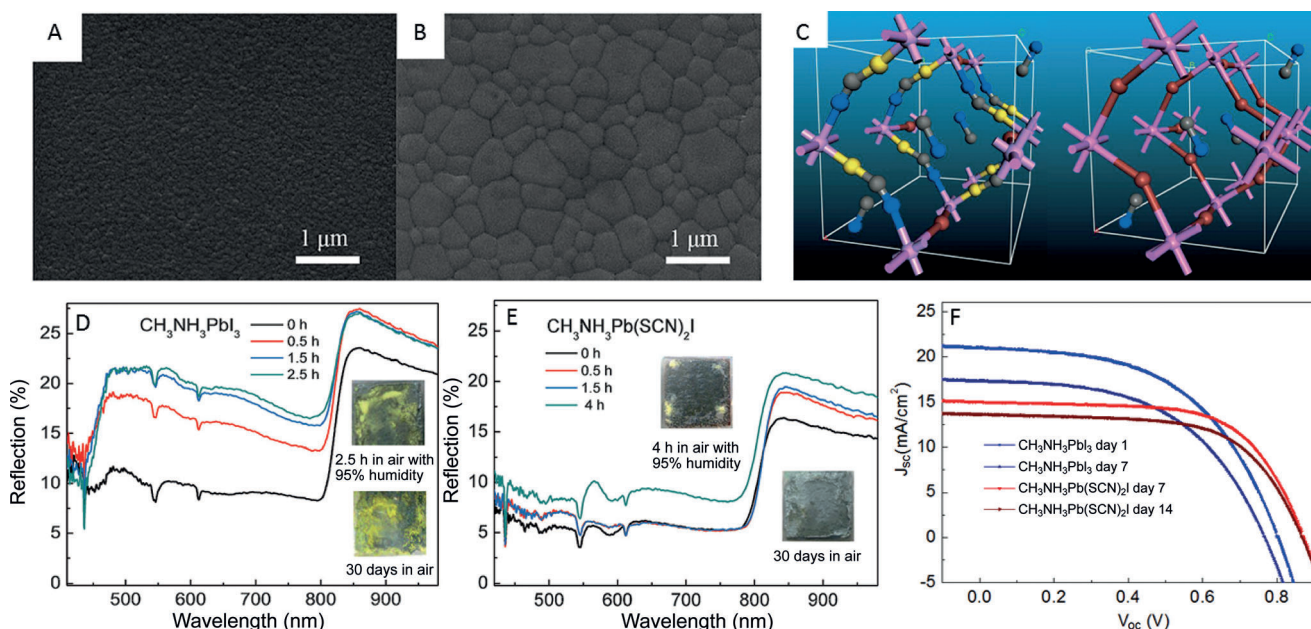 A
1 μm
B
1 μm
C
D
CH₃NH₃PbI₃
0 h
0.5 h
1.5 h
2.5 h
2.5 h in air with
95% humidity
30 days in air
25
20
15
10
5
0
Reflection (%)
500
600
700
800
900
Wavelength (nm)
E
CH₃NH₃Pb(SCN)₂I
0 h
0.5 h
1.5 h
4 h
4 h in air with
95% humidity
30 days in air
25
20
15
10
5
0
Reflection (%)
500
600
700
800
900
Wavelength (nm)
F
CH₃NH₃PbI₃ day 1
CH₃NH₃PbI₃ day 7
CH₃NH₃Pb(SCN)₂I day 7
CH₃NH₃Pb(SCN)₂I day 14
25
20
15
10
5
0
-5
Jsc(mA/cm²)
0.0
0.2
0.4
0.6
0.8
Voc (V)